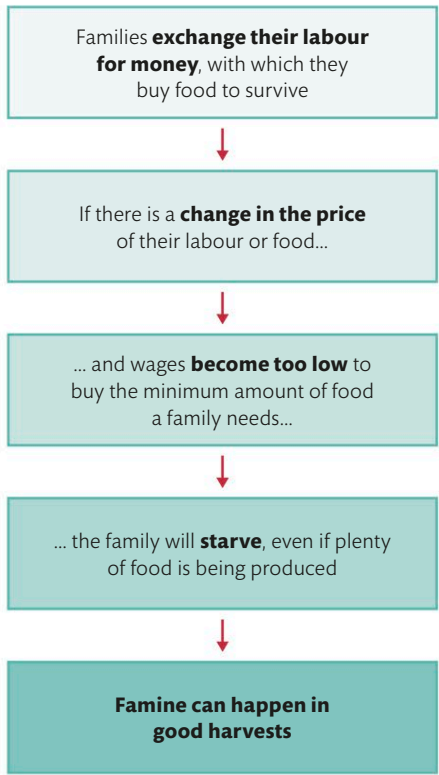 Families exchange their labour
for money, with which they
buy food to survive
If there is a change in the price
of their labour or food...
... and wages become too low to
buy the minimum amount of food
a family needs...
... the family will starve, even if plenty
of food is being produced
Famine can happen in
good harvests